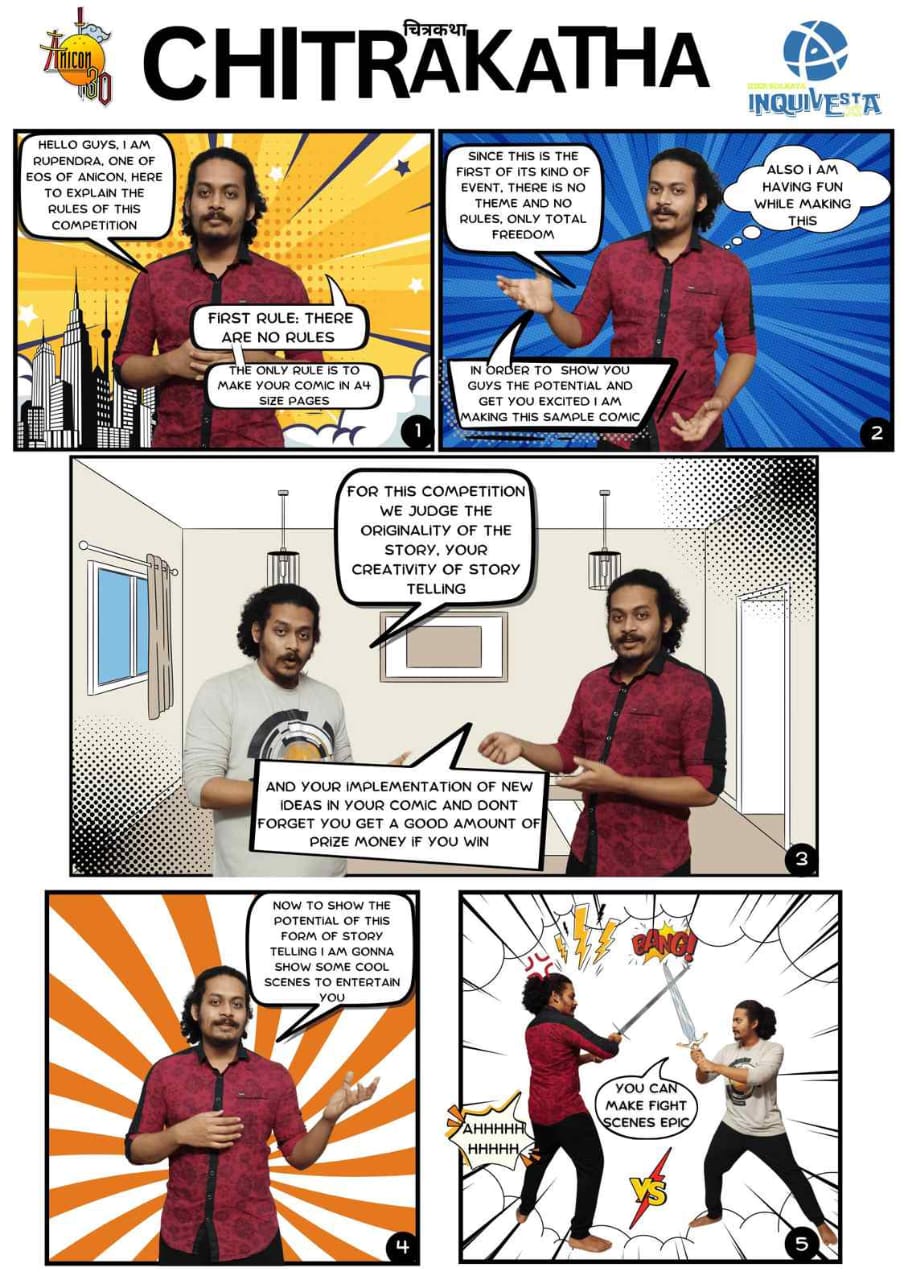 Anicon
30
चित्रकथा
CHITRAKATHA
INQUIVESTA
HELLO GUYS, I AM
RUPENDRA, ONE OF
EOS OF ANICON, HERE
TO EXPLAIN THE
RULES OF THIS
COMPETITION
FIRST RULE: THERE
ARE NO RULES
THE ONLY RULE IS TO
MAKE YOUR COMIC IN A4
SIZE PAGES
1
SINCE THIS IS THE
FIRST OF ITS KIND OF
EVENT, THERE IS NO
THEME AND NO
RULES, ONLY TOTAL
FREEDOM
ALSO I AM
HAVING FUN
WHILE MAKING
THIS
IN ORDER TO SHOW YOU
GUYS THE POTENTIAL AND
GET YOU EXCITED I AM
MAKING THIS SAMPLE COMIC
2
FOR THIS COMPETITION
WE JUDGE THE
ORIGINALITY OF THE
STORY, YOUR
CREATIVITY OF STORY
TELLING
AND YOUR IMPLEMENTATION OF NEW
IDEAS IN YOUR COMIC AND DONT
FORGET YOU GET A GOOD AMOUNT OF
PRIZE MONEY IF YOU WIN
3
NOW TO SHOW THE
POTENTIAL OF THIS
FORM OF STORY
TELLING I AM GONNA
SHOW SOME COOL
SCENES TO ENTERTAIN
YOU
4
BANG!
YOU CAN
MAKE FIGHT
SCENES EPIC
AHHHHH
HHHHH
VS
5